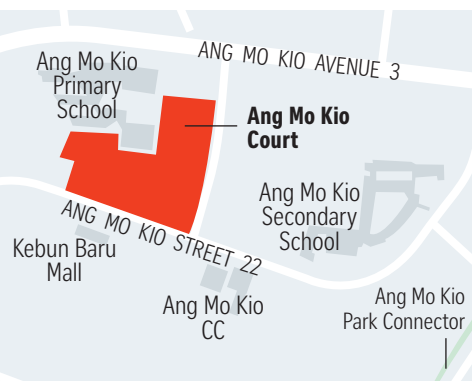 ANG MO KIO AVENUE 3
Ang Mo Kio
Primary
School
Ang Mo Kio
Court
Ang Mo Kio
Secondary
School
ANG MO KIO STREET 22
Kebun Baru
Mall
Ang Mo Kio
CC
Ang Mo Kio
Park Connector